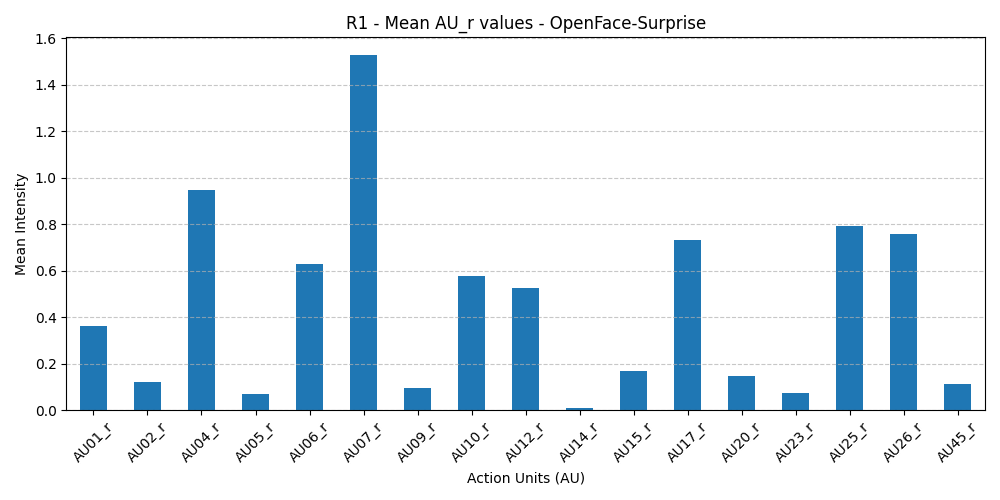 R1 - Mean AU_r values - OpenFace-Surprise
Mean Intensity
1.6
1.4
1.2
1.0
0.8
0.6
0.4
0.2
0.0
AU01_r
AU02_r
AU04_r
AU05_r
AU06_r
AU07_r
AU09_r
AU10_r
AU12_r
AU14_r
AU15_r
AU17_r
AU20_r
AU23_r
AU25_r
AU26_r
AU45_r
Action Units (AU)